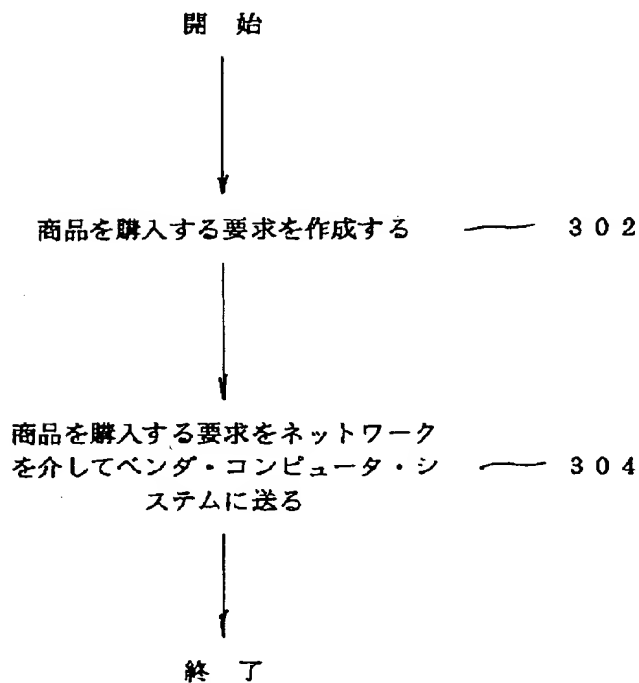 開 始
商品を購入する要求を作成する 302
商品を購入する要求をネットワーク
を介してベンダ・コンピュータ・シ 304
ステムに送る
終 了